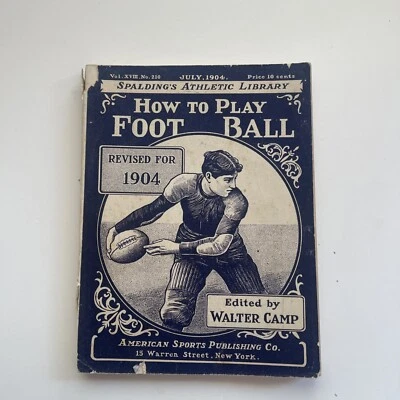 Vol. XVIII, No. 216 JULY, 1904. Price 10 cents
SPALDING'S ATHLETIC LIBRARY
HOW TO PLAY
FOOT BALL
REVISED FOR
1904
Edited by
WALTER CAMP
AMERICAN SPORTS PUBLISHING CO.
15 Warren Street, New York.